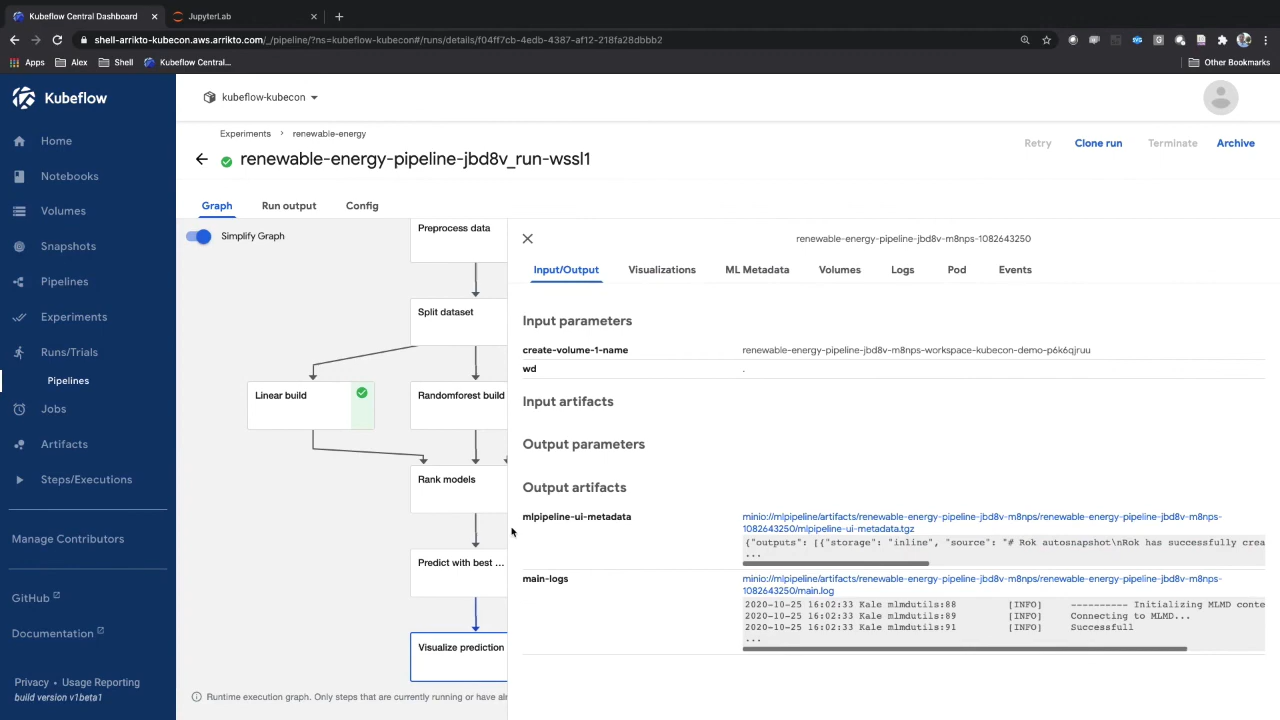 Kubeflow Central Dashboard
JupyterLab
shell-arrikto-kubecon.aws.arrikto.com/_/pipeline/?ns=kubeflow-kubecon#/runs/details/f04ff7cb-4edb-4387-af12-218fa28dbbb2
Apps
Alex
Shell
Kubeflow Central...
Other Bookmarks
Kubeflow
kubeflow-kubecon
Home
Notebooks
Volumes
Snapshots
Pipelines
Experiments
Runs/Trials
Pipelines
Jobs
Artifacts
Steps/Executions
Manage Contributors
GitHub
Documentation
Privacy • Usage Reporting
build version v1beta1
Experiments > renewable-energy
renewable-energy-pipeline-jbd8v_run-wssl1
Retry
Clone run
Terminate
Archive
Graph
Run output
Config
Simplify Graph
Preprocess data
Split dataset
Linear build
Randomforest build
Rank models
Predict with best ...
Visualize prediction
Runtime execution graph. Only steps that are currently running or have al
renewable-energy-pipeline-jbd8v-m8nps-1082643250
Input/Output
Visualizations
ML Metadata
Volumes
Logs
Pod
Events
Input parameters
create-volume-1-name
renewable-energy-pipeline-jbd8v-m8nps-workspace-kubecon-demo-p6k6qjruu
wd
.
Input artifacts
Output parameters
Output artifacts
mlpipeline-ui-metadata
minio://mlpipeline/artifacts/renewable-energy-pipeline-jbd8v-m8nps/renewable-energy-pipeline-jbd8v-m8nps-
1082643250/mlpipeline-ui-metadata.tgz
{"outputs": [{"storage": "inline", "source": "# Rok autosnapshot\nRok has successfully crea
...
main-logs
minio://mlpipeline/artifacts/renewable-energy-pipeline-jbd8v-m8nps/renewable-energy-pipeline-jbd8v-m8nps-
1082643250/main.log
2020-10-25 16:02:33 Kale mlmdutils:88 [INFO] ---------- Initializing MLMD conte
2020-10-25 16:02:33 Kale mlmdutils:89 [INFO] Connecting to MLMD...
2020-10-25 16:02:33 Kale mlmdutils:91 [INFO] Successfull
...